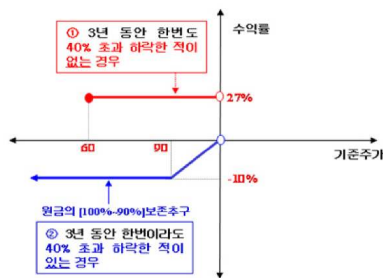 ① 3년 동안 한번도
40% 초과 하락한 적이
없는 경우
수익률
27%
60
90
기준주가
-10%
원금의 [100%~90%]보존추구
② 3년 동안 한번이라도
40% 초과 하락한 적이
있는 경우